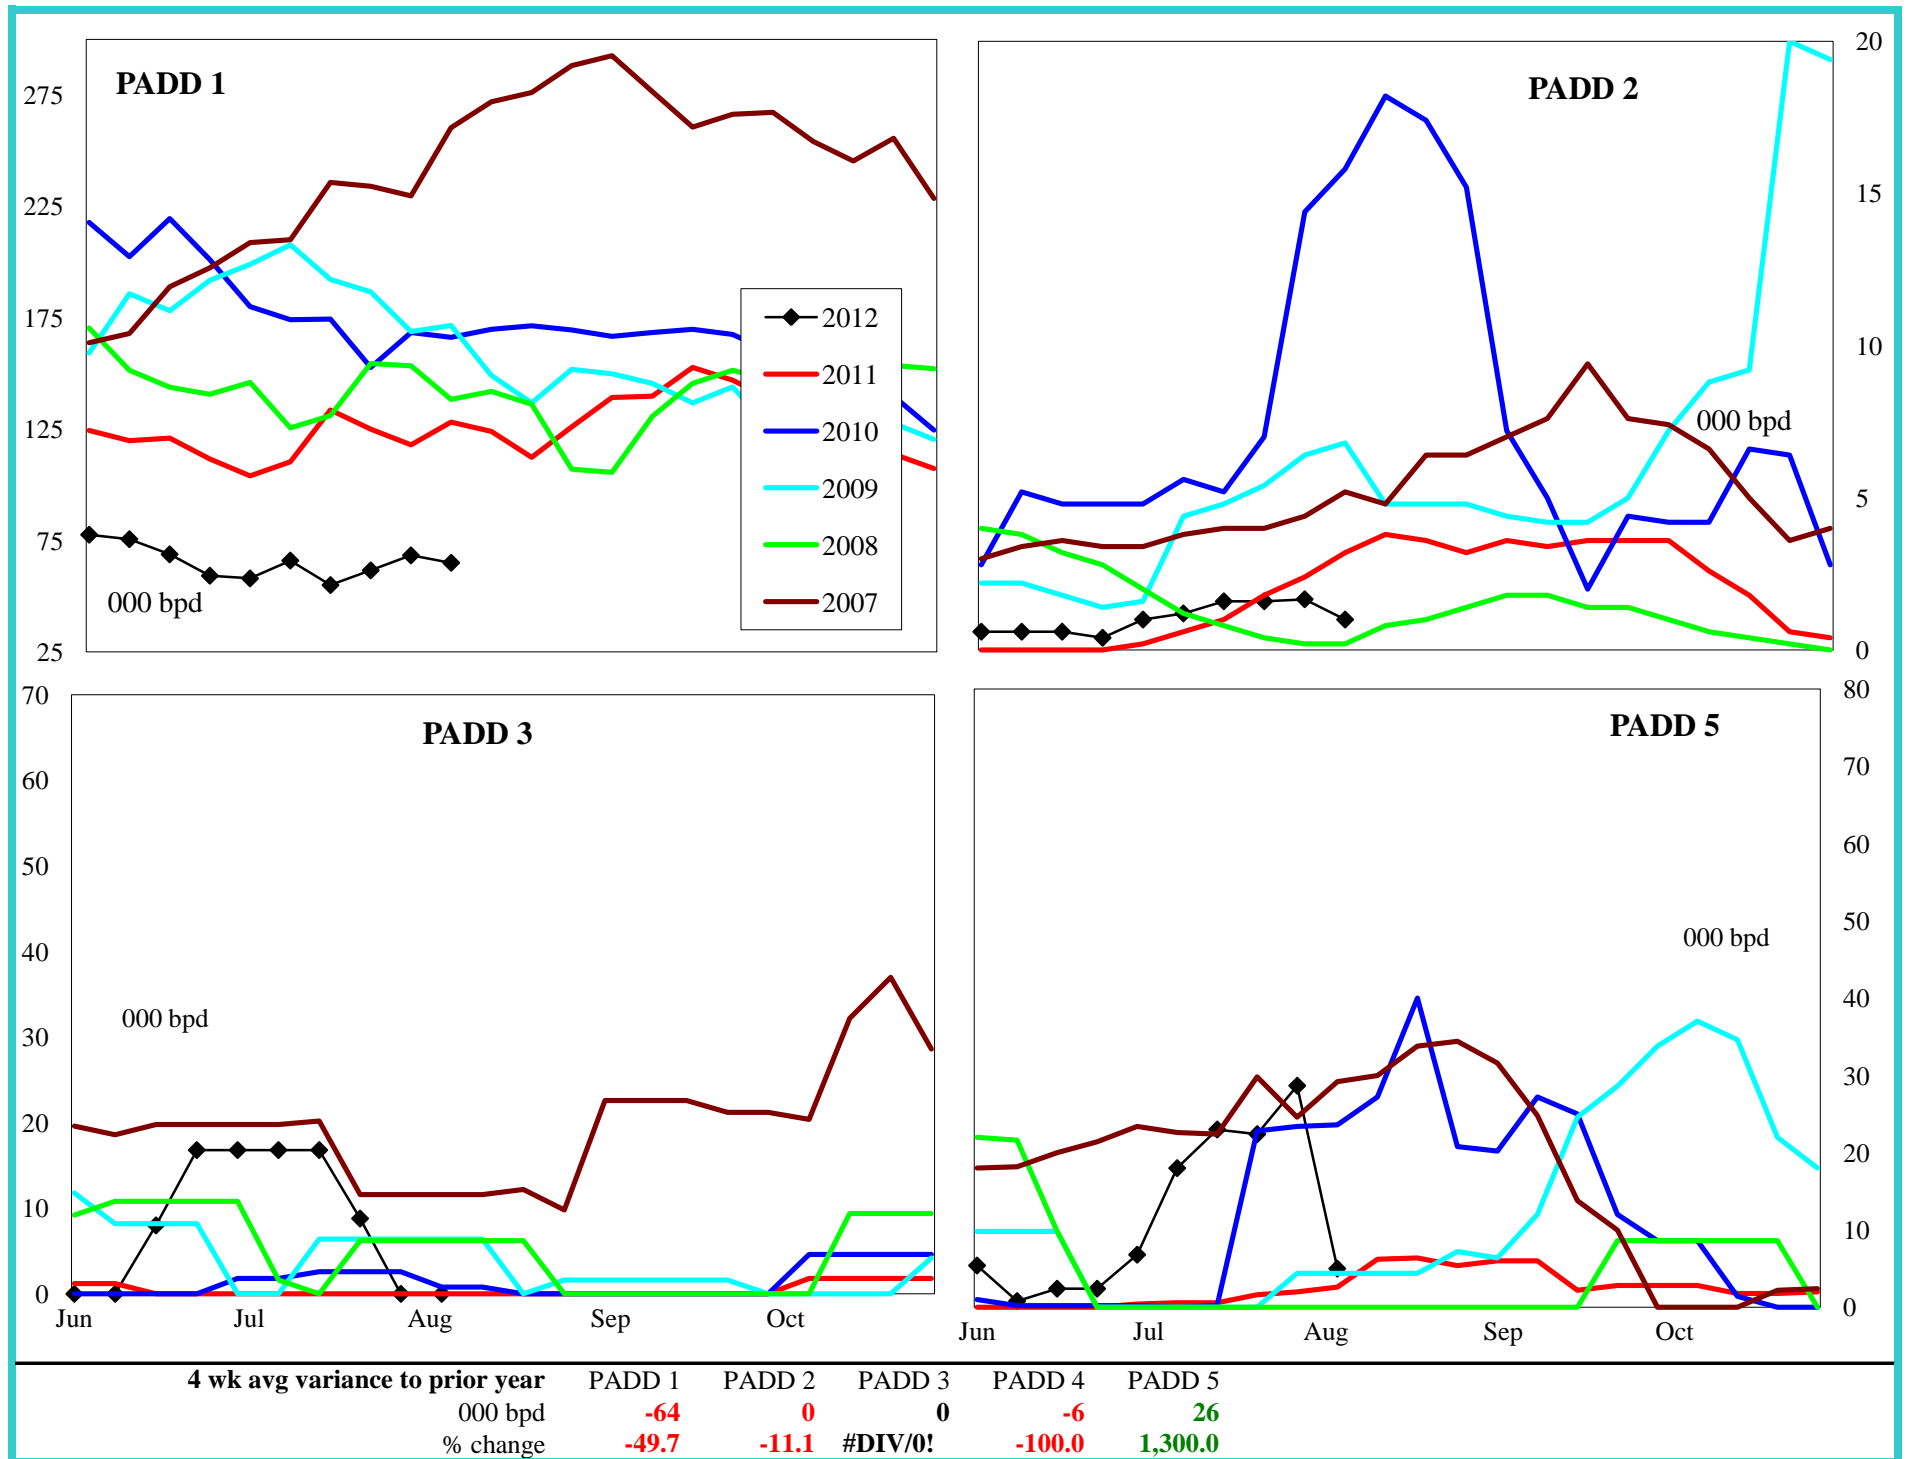 PADD 1
275
225
175
125
75
25
000 bpd
2012
2011
2010
2009
2008
2007
PADD 2
20
15
10
5
0
000 bpd
PADD 3
70
60
50
40
30
20
10
0
000 bpd
Jun Jul Aug Sep Oct
PADD 5
80
70
60
50
40
30
20
10
0
000 bpd
Jun Jul Aug Sep Oct
4 wk avg variance to prior year PADD 1 PADD 2 PADD 3 PADD 4 PADD 5
000 bpd -64 0 0 -6 26
% change -49.7 -11.1 #DIV/0! -100.0 1,300.0